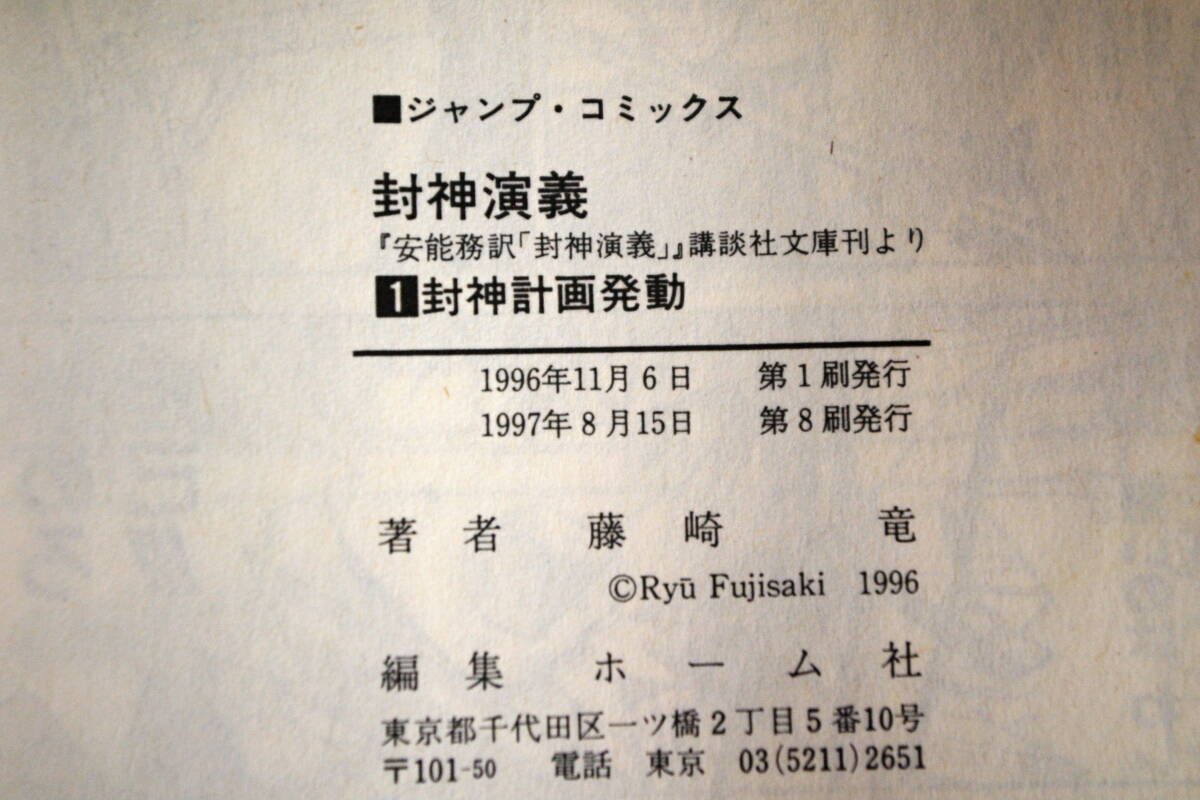 ■ジャンプ・コミックス
封神演義
『安能務訳「封神演義」』講談社文庫刊より
1封神計画発動
1996年11月6日 第1刷発行
1997年8月15日 第8刷発行
著者 藤崎 竜
©Ryū Fujisaki 1996
編集 ホーム社
東京都千代田区一ツ橋2丁目5番10号
〒101-50 電話 東京 03(5211)2651